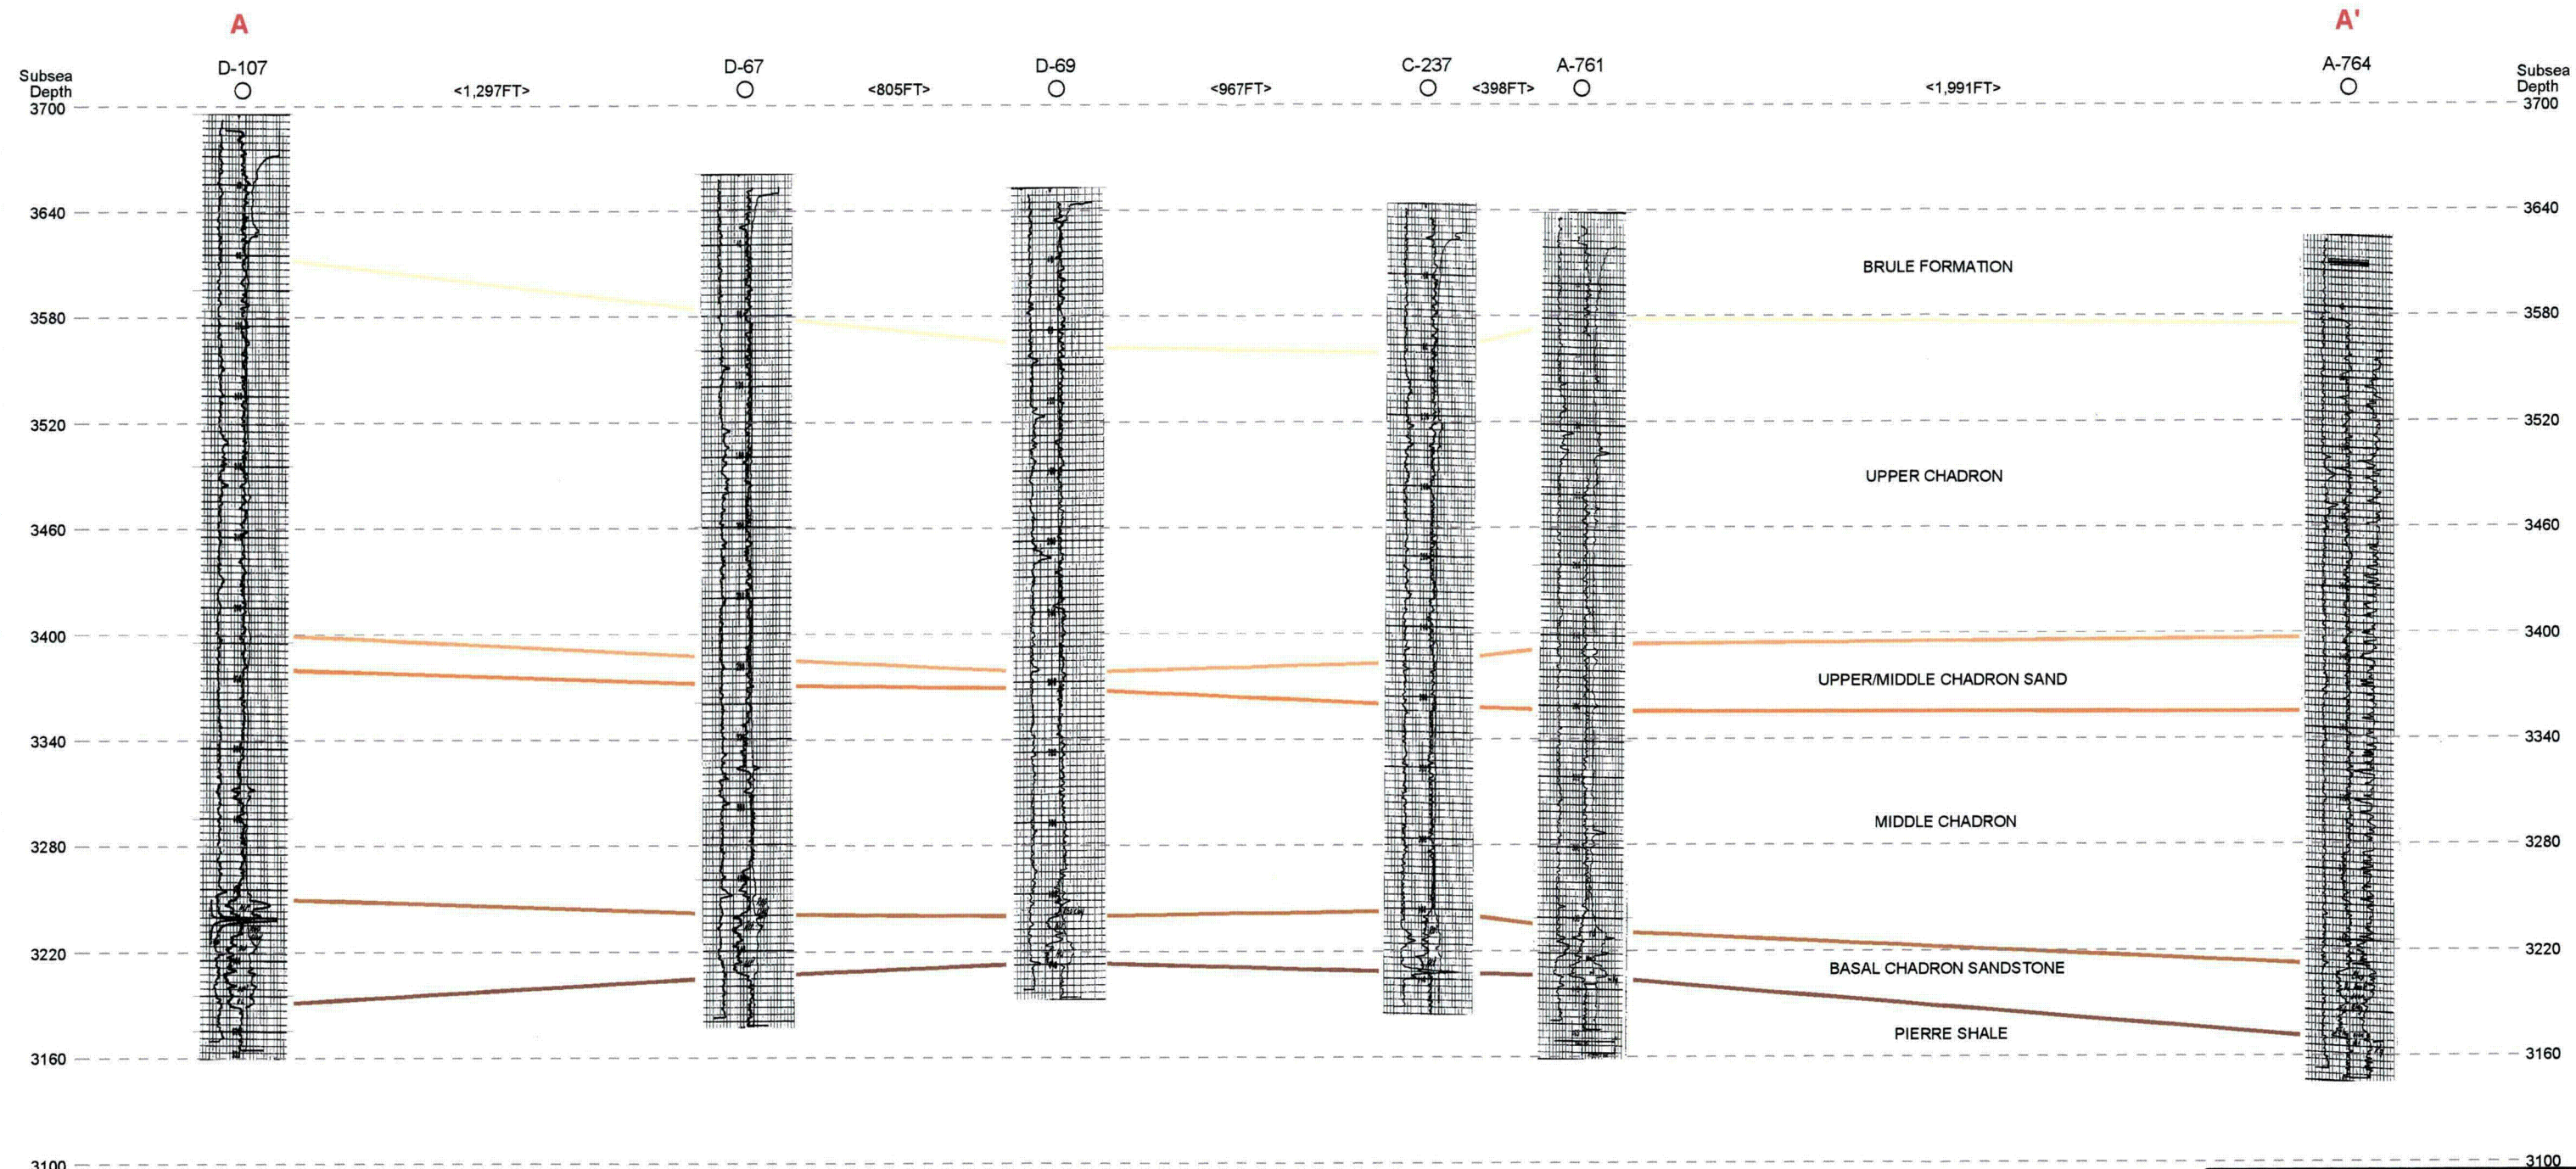 A
A'
D-107
D-67
D-69
C-237
A-761
A-764
Subsea
Depth
<1,297FT>
<805FT>
<967FT>
<398FT>
<1,991FT>
Subsea
Depth
3700
3700
3640
3640
BRULE FORMATION
3580
3580
3520
3520
UPPER CHADRON
3460
3460
3400
3400
UPPER/MIDDLE CHADRON SAND
3340
3340
MIDDLE CHADRON
3280
3280
3220
3220
BASAL CHADRON SANDSTONE
PIERRE SHALE
3160
3160
3100
3100